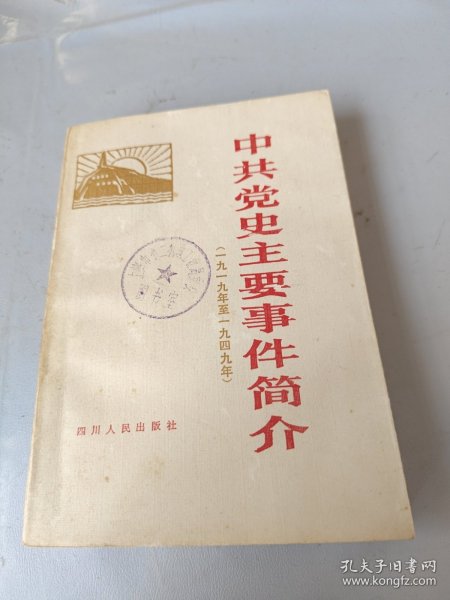 中共党史主要事件简介
(一九一九年至一九四九年)
四川人民出版社
孔夫子旧书网
www.kongfz.com